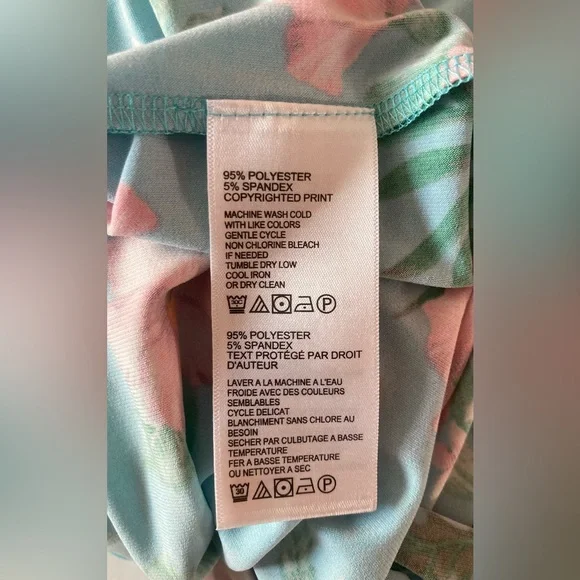 95% POLYESTER
5% SPANDEX
COPYRIGHTED PRINT
MACHINE WASH COLD
WITH LIKE COLORS
GENTLE CYCLE
NON CHLORINE BLEACH
IF NEEDED
TUMBLE DRY LOW
COOL IRON
OR DRY CLEAN
P
95% POLYESTER
5% SPANDEX
TEXT PROTÉGÉ PAR DROIT
D'AUTEUR
LAVER A LA MACHINE A L'EAU
FROIDE AVEC DES COULEURS
SEMBLABLES
CYCLE DELICAT
BLANCHIMENT SANS CHLORE AU
BESOIN
SECHER PAR CULBUTAGE A BASSE
TEMPERATURE
FER A BASSE TEMPERATURE
OU NETTOYER A SEC
30 P